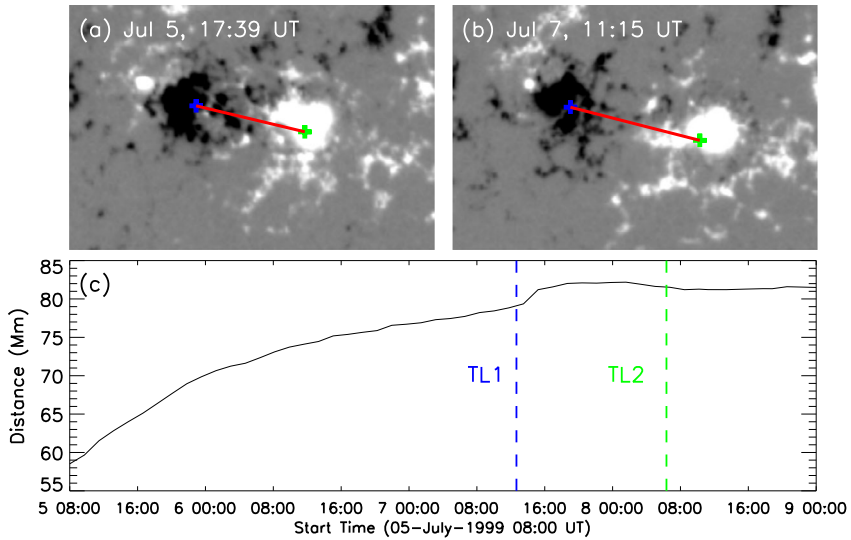 (a) Jul 5, 17:39 UT
(b) Jul 7, 11:15 UT
(c)
85
80
75
70
65
60
55
Distance (Mm)
TL1
TL2
5 08:00 16:00 6 00:00 08:00 16:00 7 00:00 08:00 16:00 8 00:00 08:00 16:00 9 00:00
Start Time (05-July-1999 08:00 UT)